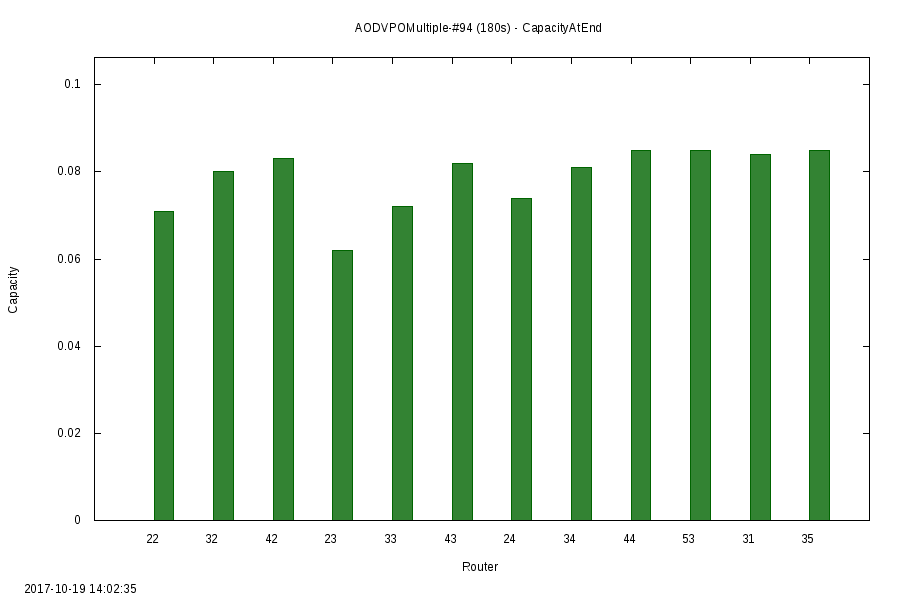 AODVPOMultiple-#94 (180s) - CapacityAtEnd
0.1
0.08
0.06
0.04
0.02
0
Capacity
22 32 42 23 33 43 24 34 44 53 31 35
Router
2017-10-19 14:02:35